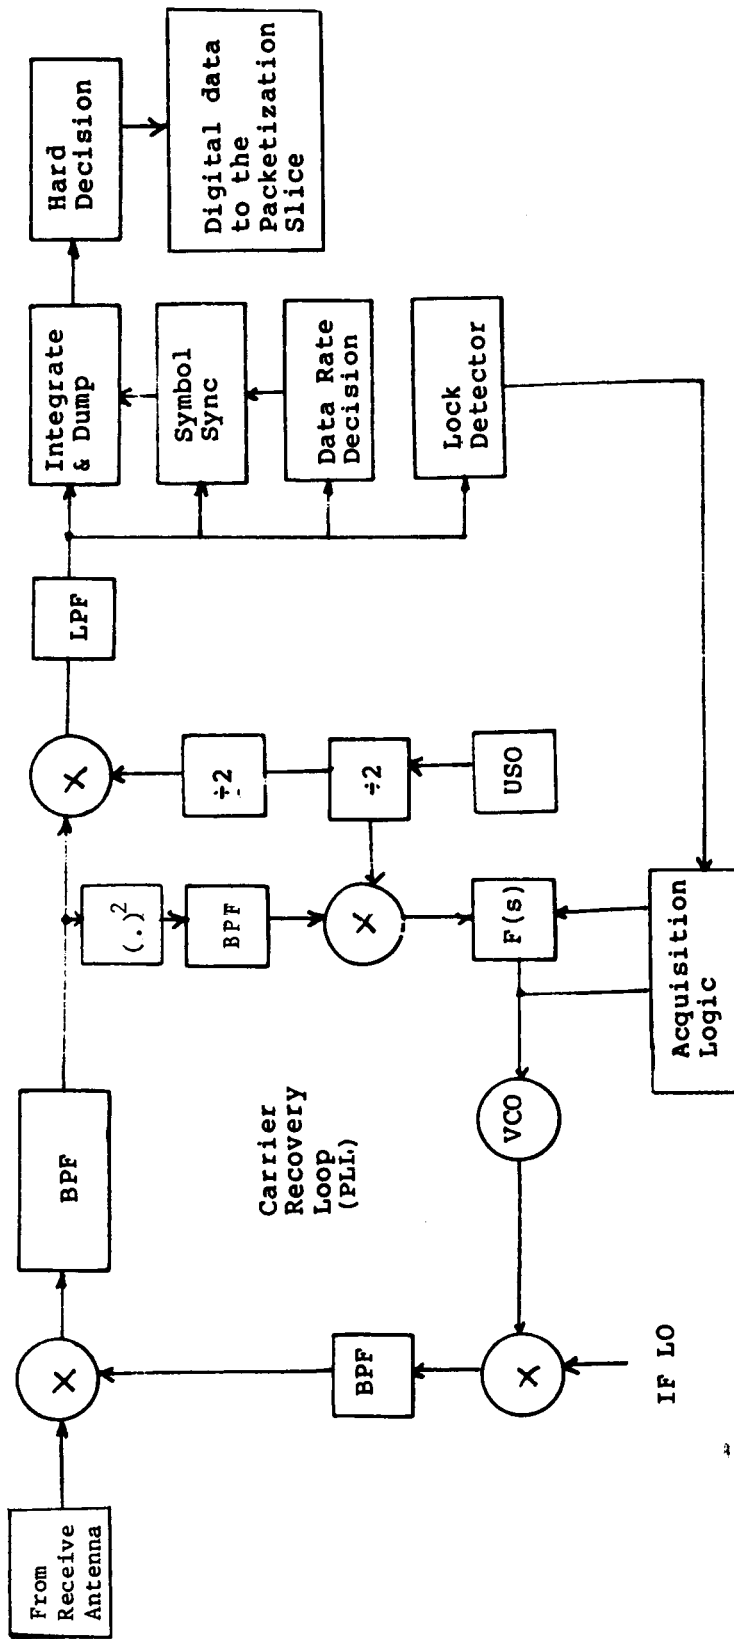 From
Receive
Antenna
X
BPF
(.)²
BPF
X
÷2
÷2
USO
X
LPF
Integrate
& Dump
Hard
Decision
Digital data
to the
Packetization
Slice
Symbol
Sync
Data Rate
Decision
Lock
Detector
Carrier
Recovery
Loop
(PLL)
F(s)
VCO
Acquisition
Logic
BPF
X
IF LO